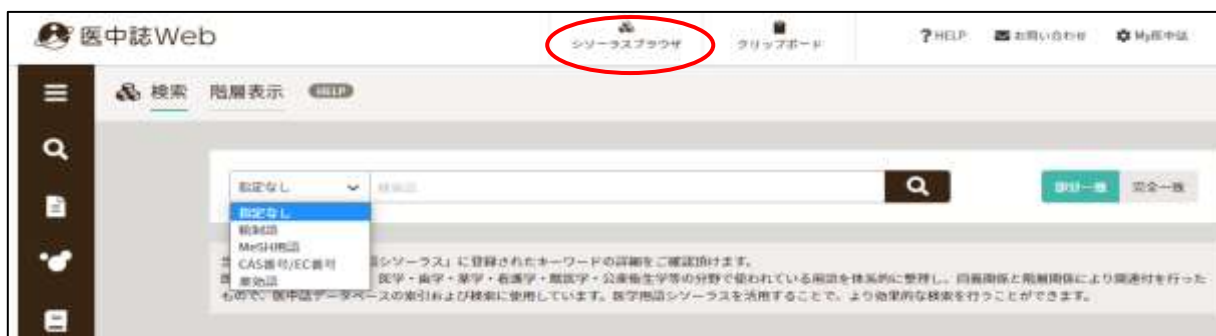 医中誌Web
シソーラスブラウザ
クリップボード
?HELP
お問い合わせ
My医中誌
検索
階層表示
HELP
指定なし
検索語
部分一致
完全一致
指定なし
統制語
MeSH用語
CAS番号/EC番号
薬効語
シソーラス」に登録されたキーワードの詳細をご確認頂けます。
医学・歯学・薬学・看護学・獣医学・公衆衛生学等の分野で使われている用語を体系的に整理し、同義関係と階層関係により関連付を行った
もので、医中誌データベースの索引および検索に使用しています。医学用語シソーラスを活用することで、より効果的な検索を行うことができます。